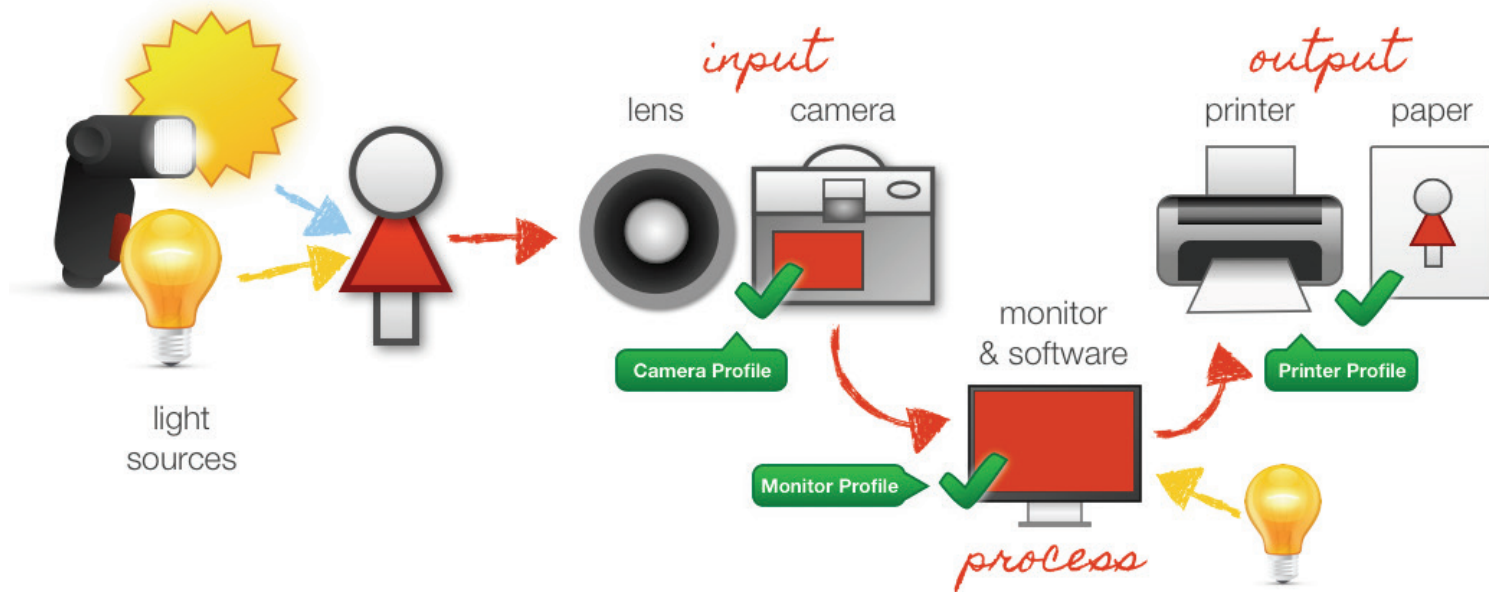 input
output
lens
camera
printer
paper
monitor
& software
Camera Profile
Printer Profile
light
sources
Monitor Profile
process